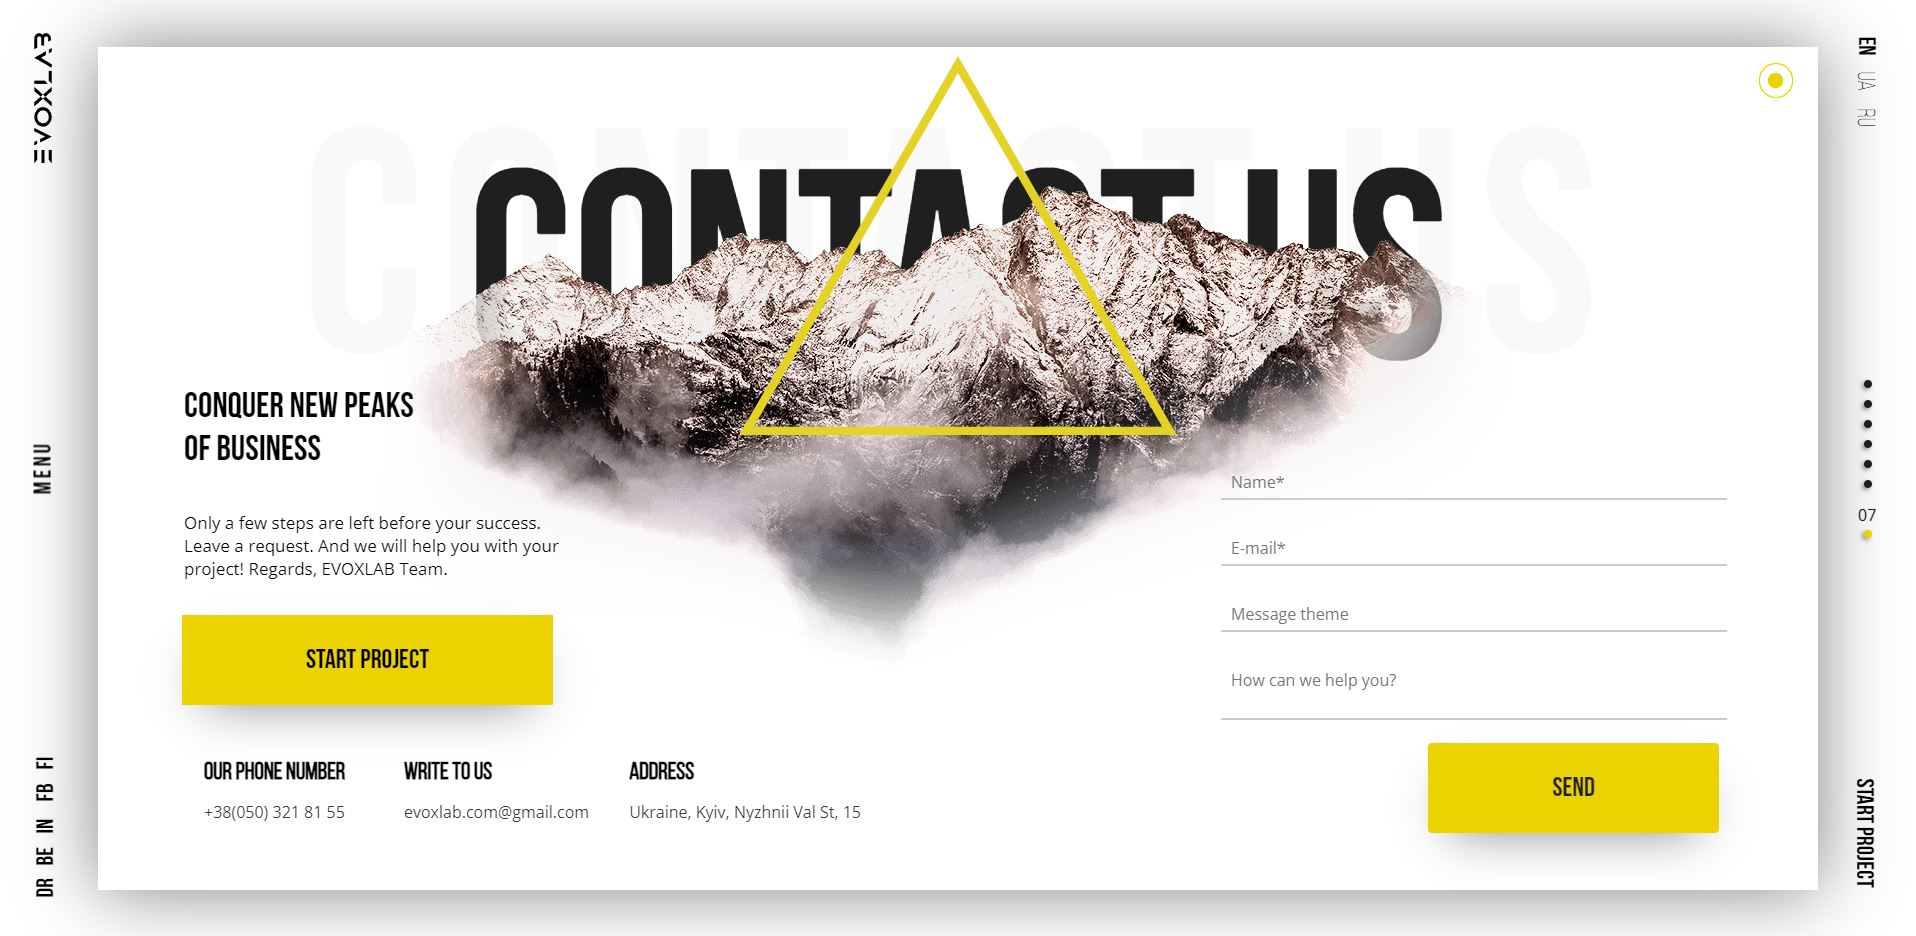 EVOXLAB
EN UA RU
CONTACT US
CONTACT US
CONQUER NEW PEAKS
OF BUSINESS
Only a few steps are left before your success.
Leave a request. And we will help you with your
project! Regards, EVOXLAB Team.
START PROJECT
OUR PHONE NUMBER
+38(050) 321 81 55
WRITE TO US
evoxlab.com@gmail.com
ADDRESS
Ukraine, Kyiv, Nyzhnii Val St, 15
Name*
E-mail*
Message theme
How can we help you?
SEND
MENU
DR BE IN FB FI
07
START PROJECT